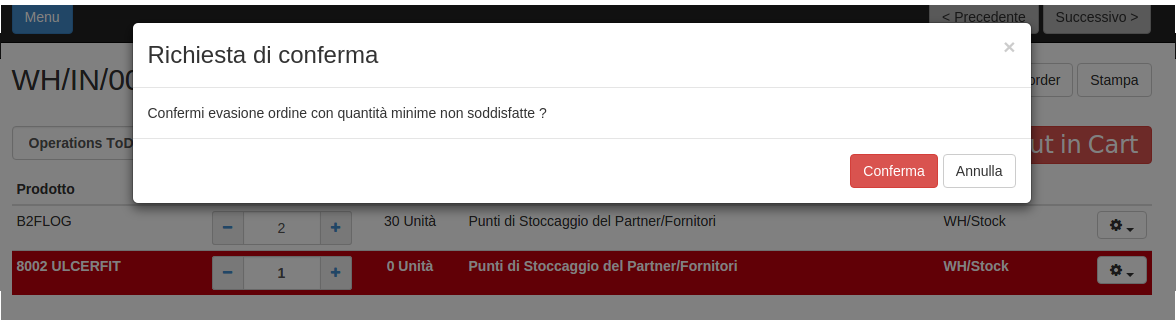 Menu
< Precedente
Successivo >
Richiesta di conferma
×
WH/IN/00
order
Stampa
Confermi evasione ordine con quantità minime non soddisfatte ?
Operations ToD
ut in Cart
Conferma
Annulla
Prodotto
B2FLOG
−
2
+
30 Unità
Punti di Stoccaggio del Partner/Fornitori
WH/Stock
8002 ULCERFIT
−
1
+
0 Unità
Punti di Stoccaggio del Partner/Fornitori
WH/Stock